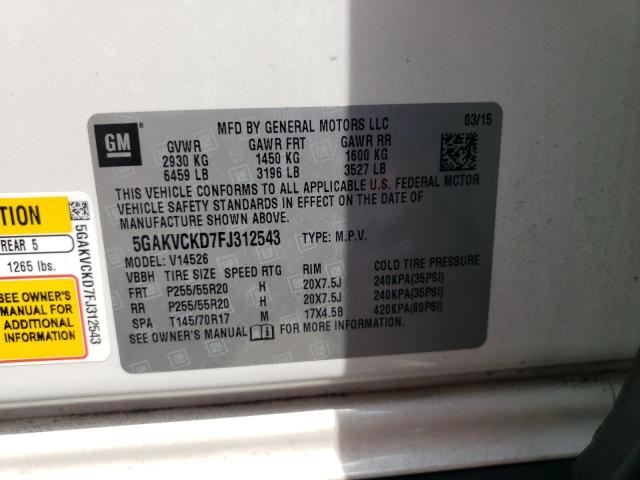 GM
MFD BY GENERAL MOTORS LLC 03/15
GVWR GAWR FRT GAWR RR
2930 KG 1450 KG 1600 KG
6459 LB 3196 LB 3527 LB
THIS VEHICLE CONFORMS TO ALL APPLICABLE U.S. FEDERAL MOTOR
VEHICLE SAFETY STANDARDS IN EFFECT ON THE DATE OF
MANUFACTURE SHOWN ABOVE.
5GAKVCKD7FJ312543 TYPE: M.P.V.
MODEL: V14526
VBBH TIRE SIZE SPEED RTG RIM COLD TIRE PRESSURE
FRT P255/55R20 H 20X7.5J 240KPA(35PSI)
RR P255/55R20 H 20X7.5J 240KPA(35PSI)
SPA T145/70R17 M 17X4.5B 420KPA(60PSI)
SEE OWNER'S MANUAL FOR MORE INFORMATION.
TION
REAR 5
1265 lbs.
SEE OWNER'S
MANUAL FOR
ADDITIONAL
INFORMATION
5GAKVCKD7FJ312543